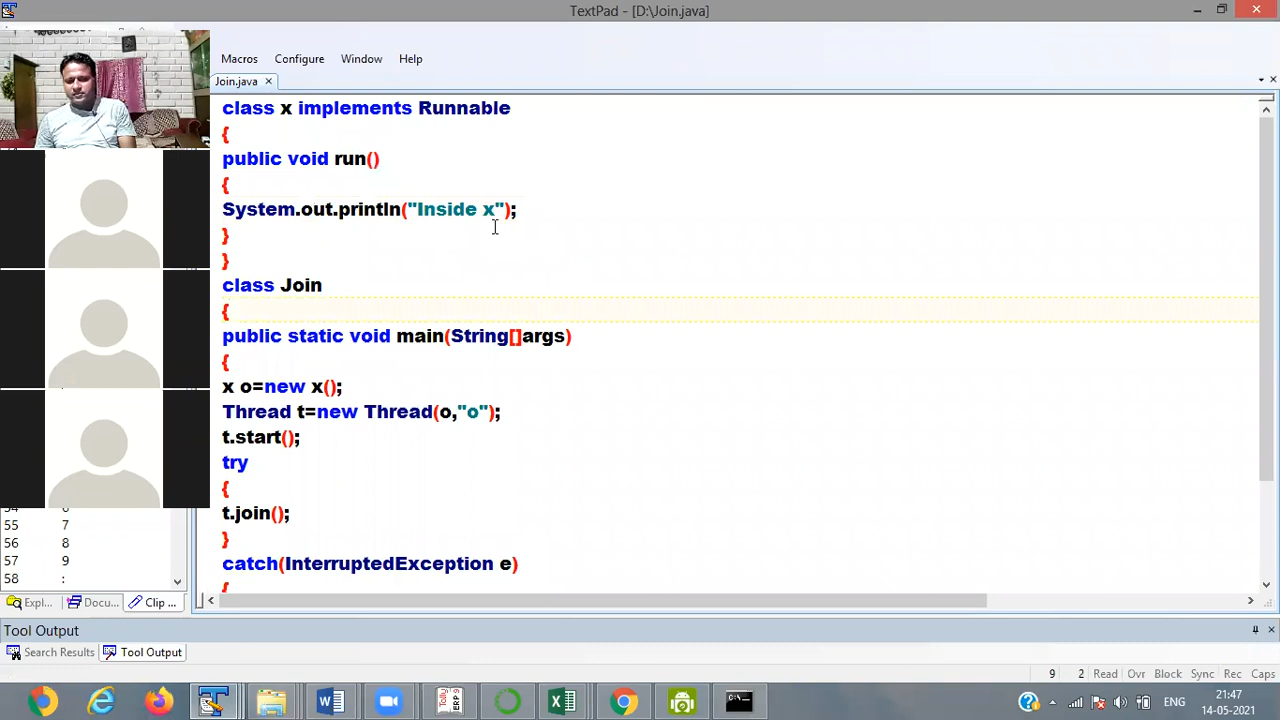 TextPad - [D:\Join.java]
Macros Configure Window Help
Join.java
class x implements Runnable
{
public void run()
{
System.out.println("Inside x");
}
}
class Join
{
public static void main(String[]args)
{
x o=new x();
Thread t=new Thread(o,"o");
t.start();
try
{
t.join();
}
catch(InterruptedException e)
{
55 7
56 8
57 9
58 :
Expl... Docu... Clip ...
Tool Output
Search Results Tool Output
9 2 Read Ovr Block Sync Rec Caps
ENG
21:47
14-05-2021